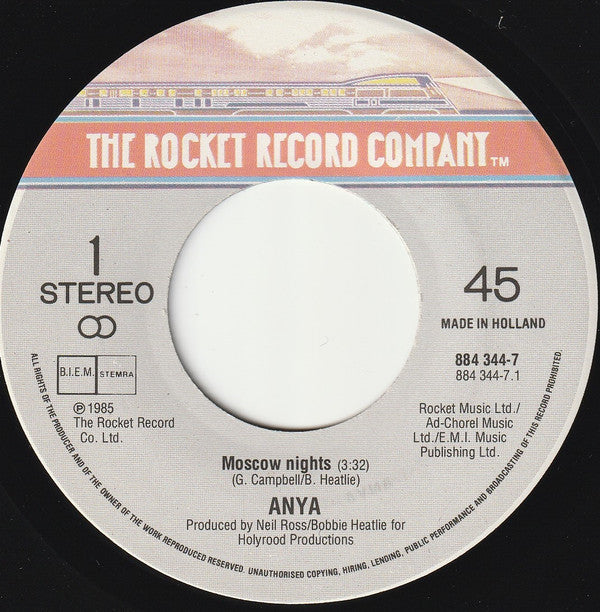 THE ROCKET RECORD COMPANY™
1
STEREO
45
MADE IN HOLLAND
884 344-7
884 344-7.1
B.I.E.M. STEMRA
℗ 1985
The Rocket Record
Co. Ltd.
Rocket Music Ltd./
Ad-Chorel Music
Ltd./E.M.I. Music
Publishing Ltd.
Moscow nights (3:32)
(G. Campbell/B. Heatlie)
ANYA
Produced by Neil Ross/Bobbie Heatlie for
Holyrood Productions
ALL RIGHTS OF THE PRODUCER AND OF THE OWNER OF THE WORK REPRODUCED RESERVED. UNAUTHORISED COPYING, HIRING, LENDING, PUBLIC PERFORMANCE AND BROADCASTING OF THIS RECORD PROHIBITED.